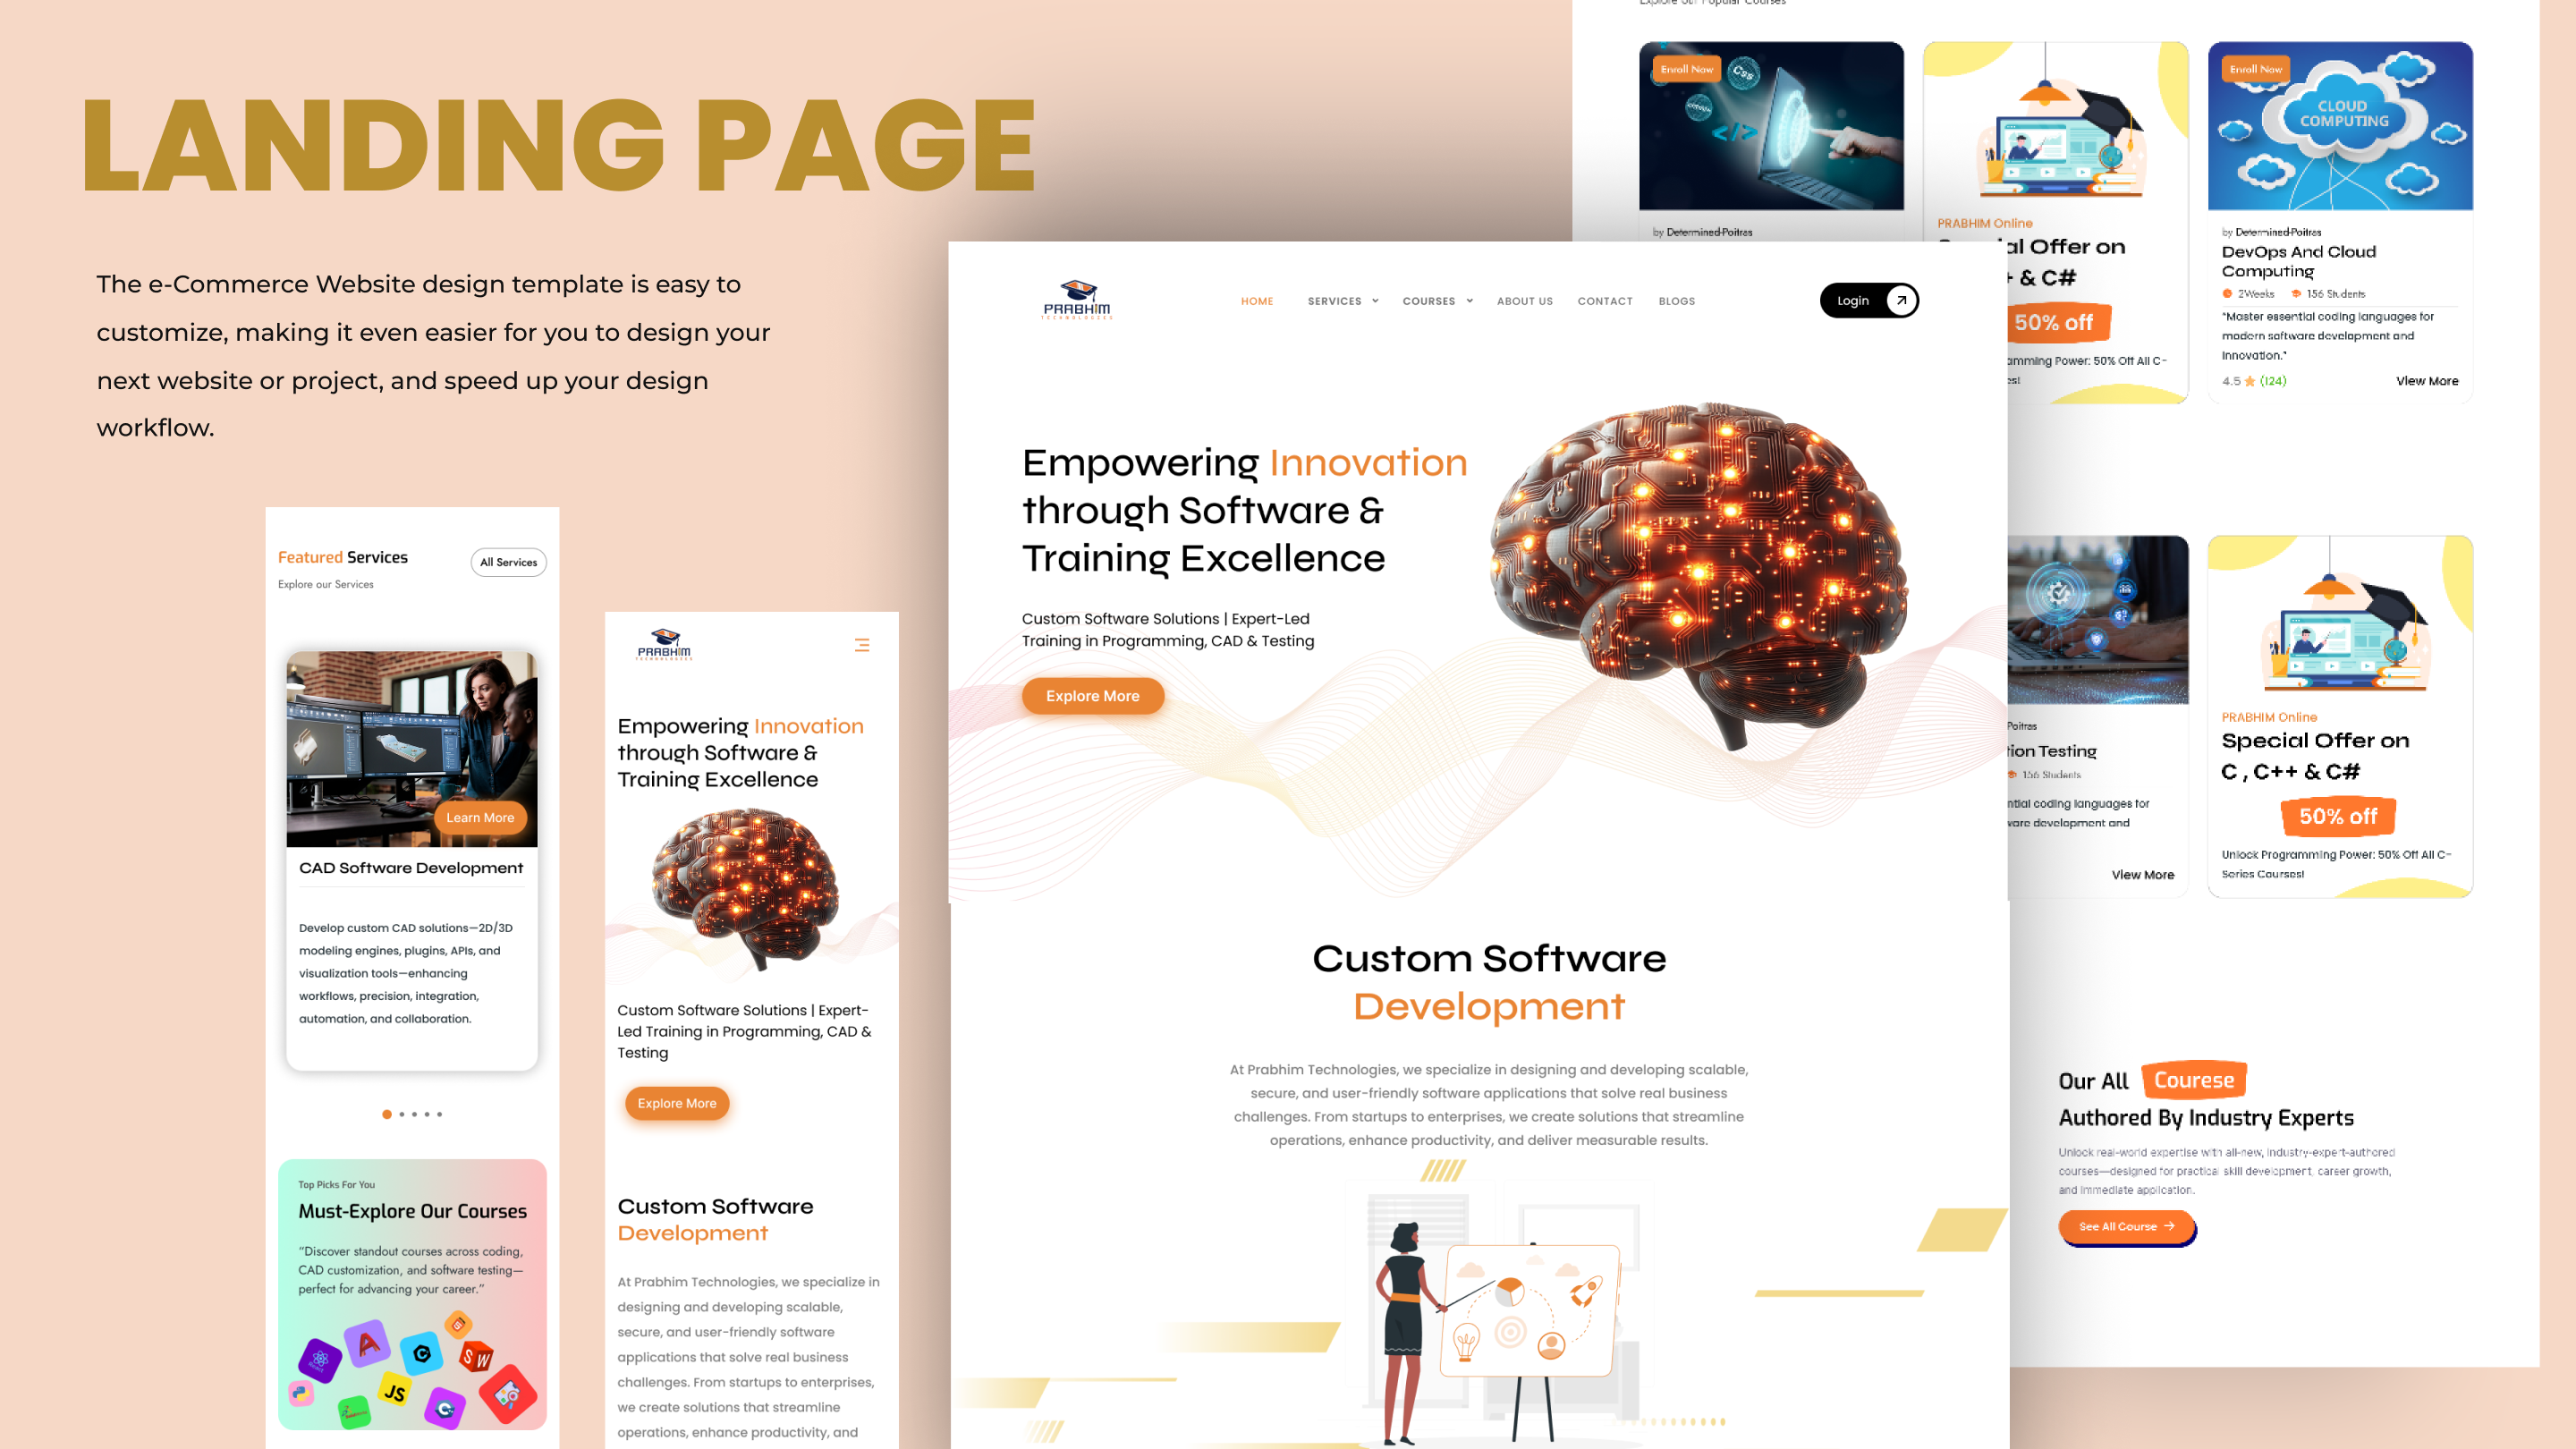 LANDING PAGE
The e-Commerce Website design template is easy to
customize, making it even easier for you to design your
next website or project, and speed up your design
workflow.
Featured Services
All Services
Explore our Services
Learn More
CAD Software Development
Develop custom CAD solutions—2D/3D
modeling engines, plugins, APIs, and
visualization tools—enhancing
workflows, precision, integration,
automation, and collaboration.
Top Picks For You
Must-Explore Our Courses
“Discover standout courses across coding,
CAD customization, and software testing—
perfect for advancing your career.”
A
C
SW
JS
PRABHIM
TECHNOLOGIES
Empowering Innovation
through Software &
Training Excellence
Custom Software Solutions | Expert-
Led Training in Programming, CAD &
Testing
Explore More
Custom Software
Development
At Prabhim Technologies, we specialize in
designing and developing scalable,
secure, and user-friendly software
applications that solve real business
challenges. From startups to enterprises,
we create solutions that streamline
operations, enhance productivity, and
PRABHIM
TECHNOLOGIES
HOME SERVICES COURSES ABOUT US CONTACT BLOGS
Login
Empowering Innovation
through Software &
Training Excellence
Custom Software Solutions | Expert-Led
Training in Programming, CAD & Testing
Explore More
Custom Software
Development
At Prabhim Technologies, we specialize in designing and developing scalable,
secure, and user-friendly software applications that solve real business
challenges. From startups to enterprises, we create solutions that streamline
operations, enhance productivity, and deliver measurable results.
Explore our Popular Courses
Enroll Now
Css
</>
by Determined-Poitras
PRABHIM Online
al Offer on
& C#
50% off
amming Power: 50% Off All C-
es!
Enroll Now
CLOUD
COMPUTING
by Determined-Poitras
DevOps And Cloud
Computing
2Weeks 156 Students
“Master essential coding languages for
modern software development and
innovation.”
4.5 (124)
View More
Poitras
tion Testing
156 Students
ntial coding languages for
ware development and
View More
PRABHIM Online
Special Offer on
C , C++ & C#
50% off
Unlock Programming Power: 50% Off All C-
Series Courses!
Our All Courese
Authored By Industry Experts
Unlock real-world expertise with all-new, industry-expert-authored
courses—designed for practical skill development, career growth,
and immediate application.
See All Course